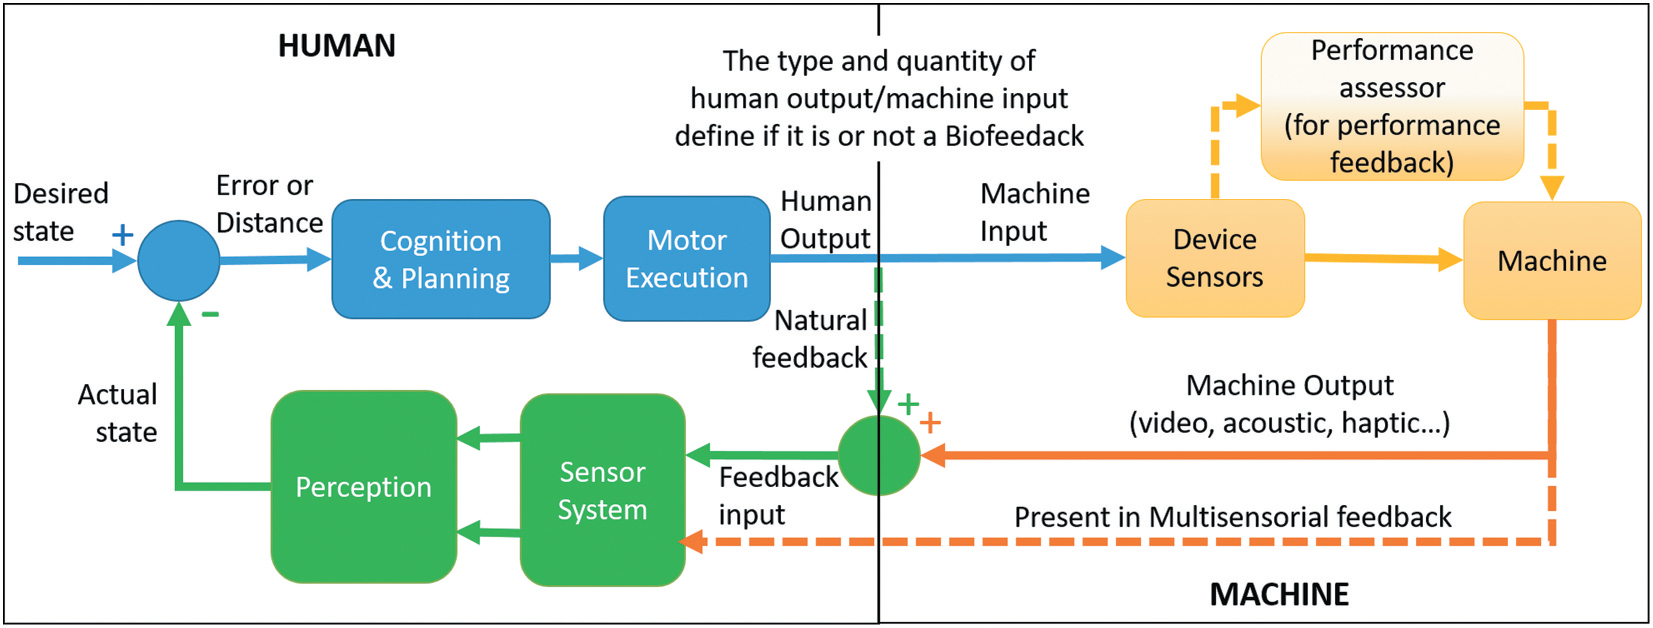 HUMAN
The type and quantity of
human output/machine input
define if it is or not a Biofeedack
Performance
assessor
(for performance
feedback)
Desired
state
+
Error or
Distance
Cognition
& Planning
Motor
Execution
Human
Output
Machine
Input
Device
Sensors
Machine
–
Natural
feedback
Actual
state
+
+
Machine Output
(video, acoustic, haptic...)
Perception
Sensor
System
Feedback
input
Present in Multisensorial feedback
MACHINE